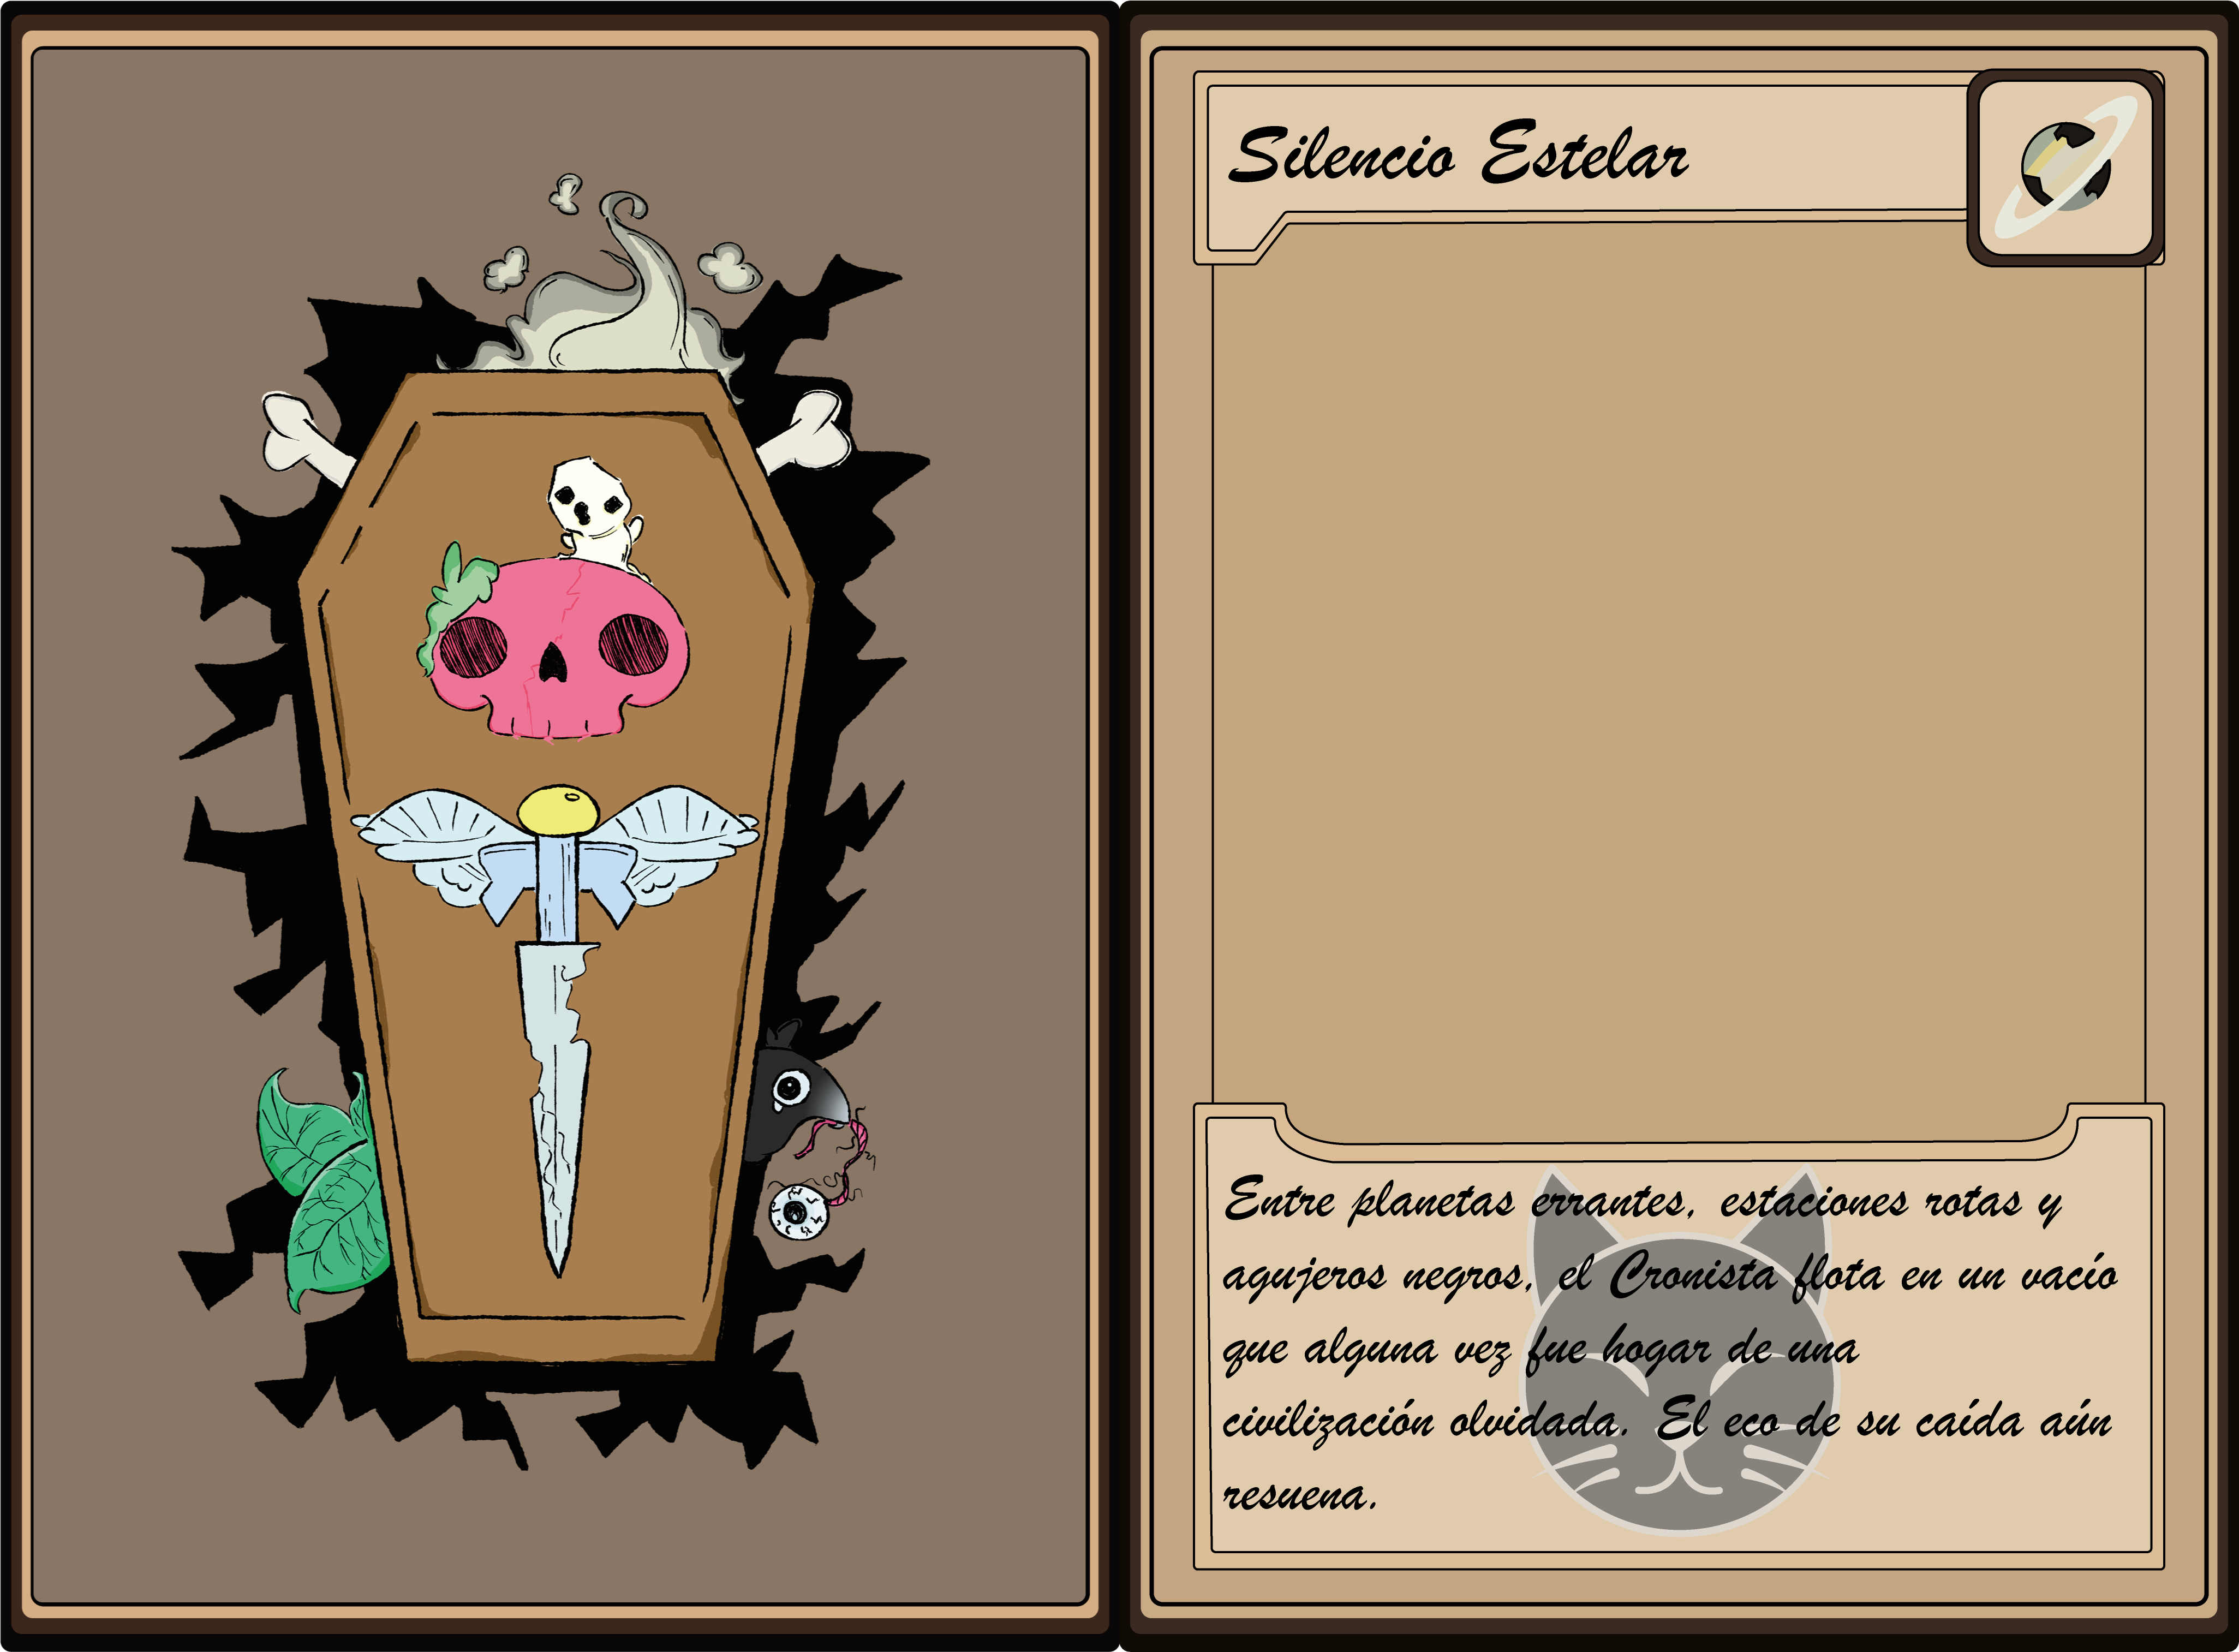 Silencio Estelar
Entre planetas errantes, estaciones rotas y
agujeros negros, el Cronista flota en un vacío
que alguna vez fue hogar de una
civilización olvidada. El eco de su caída aún
resuena.